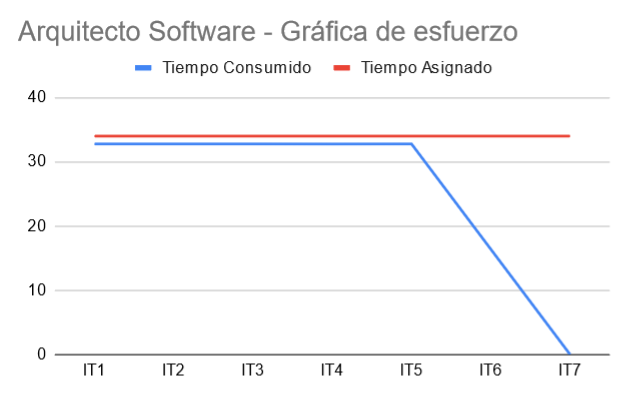 Arquitecto Software - Gráfica de esfuerzo
Tiempo Consumido Tiempo Asignado
40
30
20
10
0
IT1 IT2 IT3 IT4 IT5 IT6 IT7